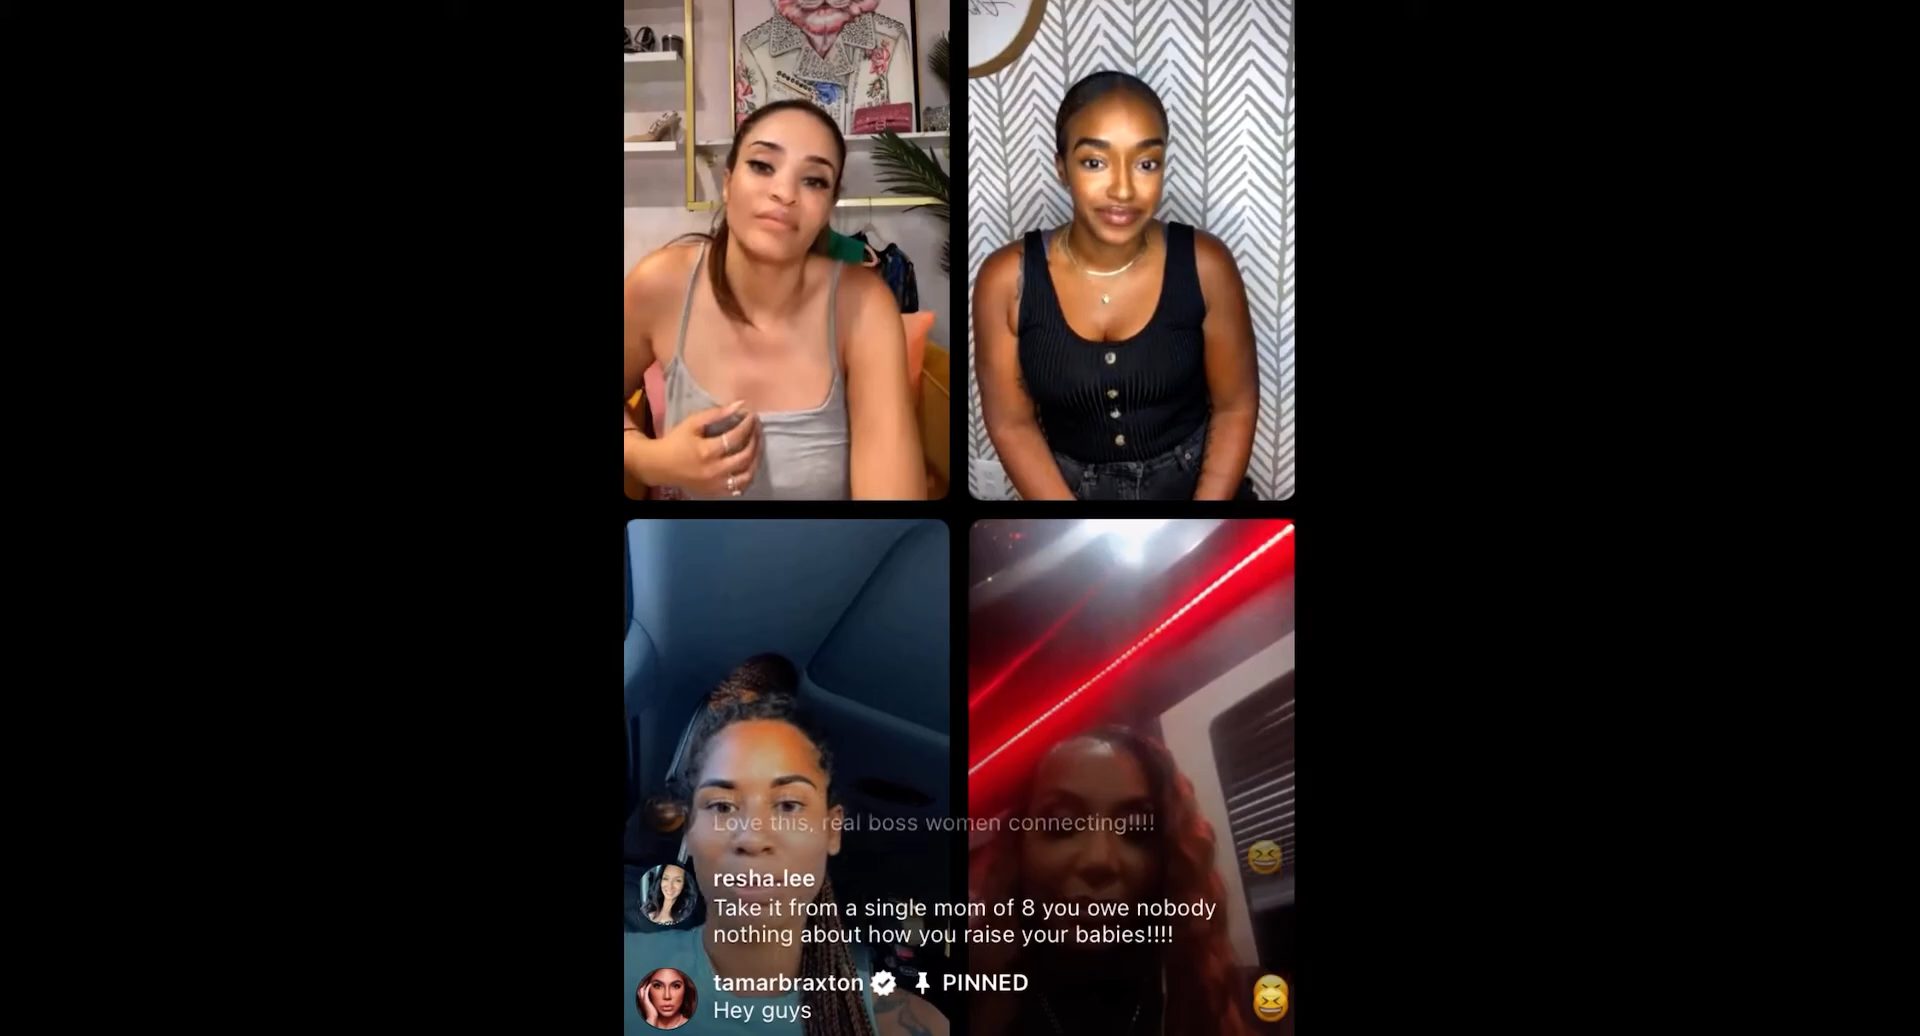 Love this, real boss women connecting!!!!
resha.lee
Take it from a single mom of 8 you owe nobody
nothing about how you raise your babies!!!!
tamarbraxton PINNED
Hey guys